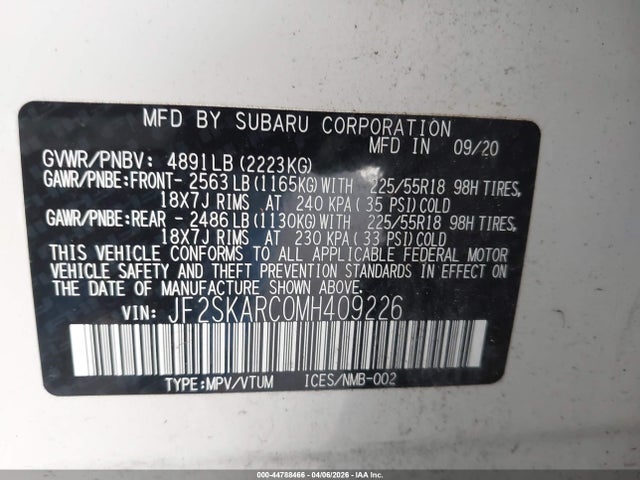 MFD BY SUBARU CORPORATION
MFD IN 09/20
GVWR/PNBV: 4891LB(2223KG)
GAWR/PNBE:FRONT- 2563LB(1165KG)WITH 225/55R18 98H TIRES,
18X7J RIMS AT 240 KPA(35 PSI)COLD
GAWR/PNBE:REAR - 2486LB(1130KG)WITH 225/55R18 98H TIRES,
18X7J RIMS AT 230 KPA(33 PSI)COLD
THIS VEHICLE CONFORMS TO ALL APPLICABLE FEDERAL MOTOR
VEHICLE SAFETY AND THEFT PREVENTION STANDARDS IN EFFECT
ON THE DATE OF MANUFACTURE SHOWN ABOVE.
VIN: JF2SKARC0MH409226
TYPE:MPV/VTUM ICES/NMB-002
000-44788466 | 04/06/2026 | IAA Inc.